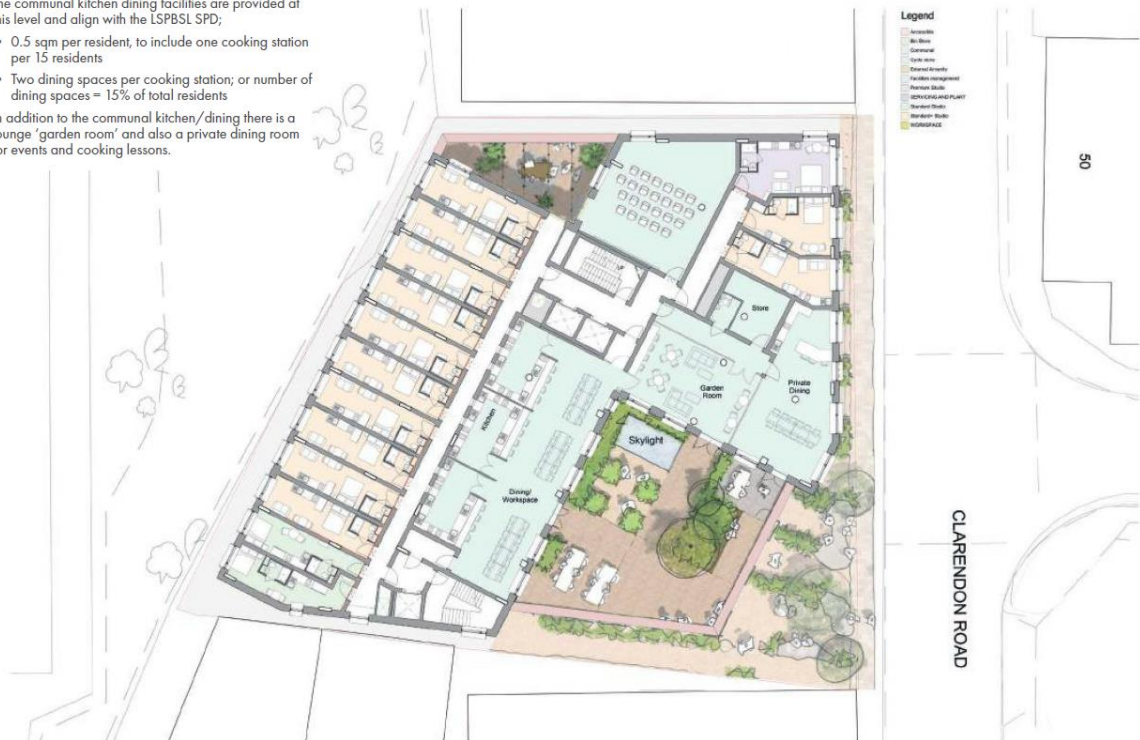 he communal kitchen dining facilities are provided at
his level and align with the LSPBSL SPD;
0.5 sqm per resident, to include one cooking station
per 15 residents
Two dining spaces per cooking station; or number of
dining spaces = 15% of total residents
n addition to the communal kitchen/dining there is a
ounge ‘garden room’ and also a private dining room
or events and cooking lessons.
Legend
Accessible
Bin Store
Communal
Cycle store
External Amenity
Facilities management
Premium Studio
SERVICING AND PLANT
Standard Studio
Standard+ Studio
WORKSPACE
50
Store
Garden
Room
Private
Dining
Kitchen
Skylight
Dining/
Workspace
CLARENDON ROAD